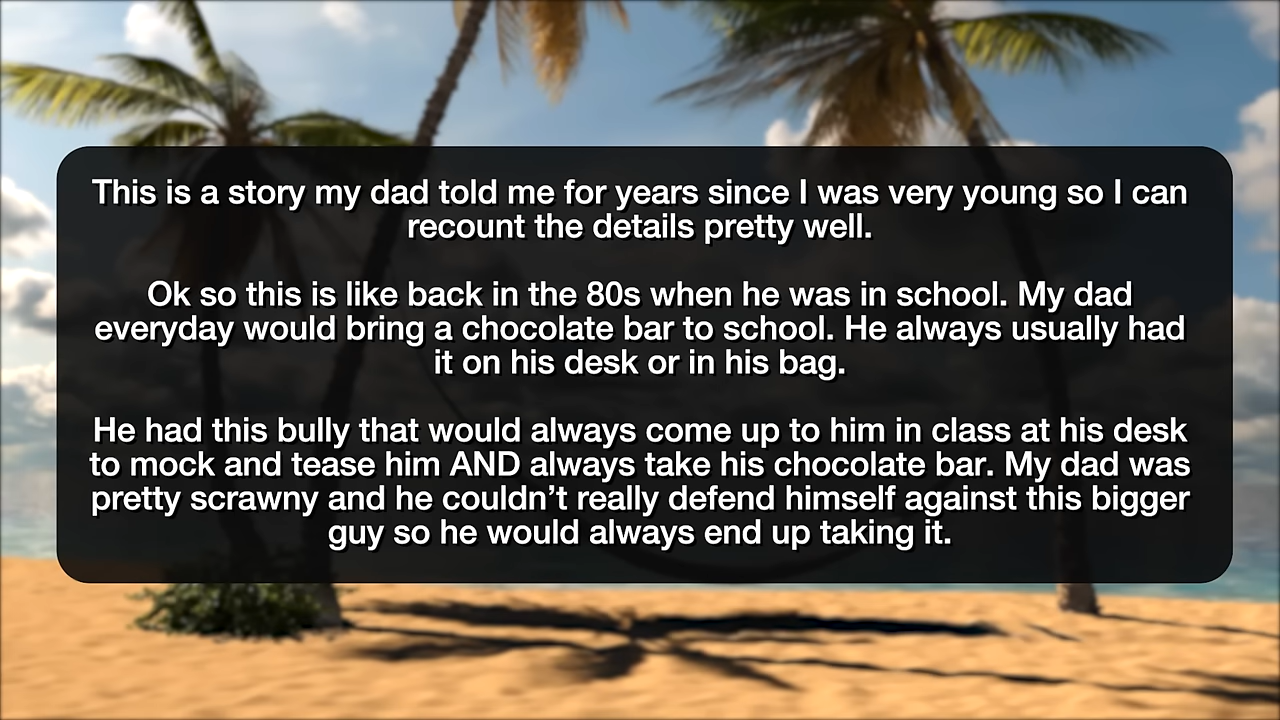 This is a story my dad told me for years since I was very young so I can
recount the details pretty well.
Ok so this is like back in the 80s when he was in school. My dad
everyday would bring a chocolate bar to school. He always usually had
it on his desk or in his bag.
He had this bully that would always come up to him in class at his desk
to mock and tease him AND always take his chocolate bar. My dad was
pretty scrawny and he couldn’t really defend himself against this bigger
guy so he would always end up taking it.